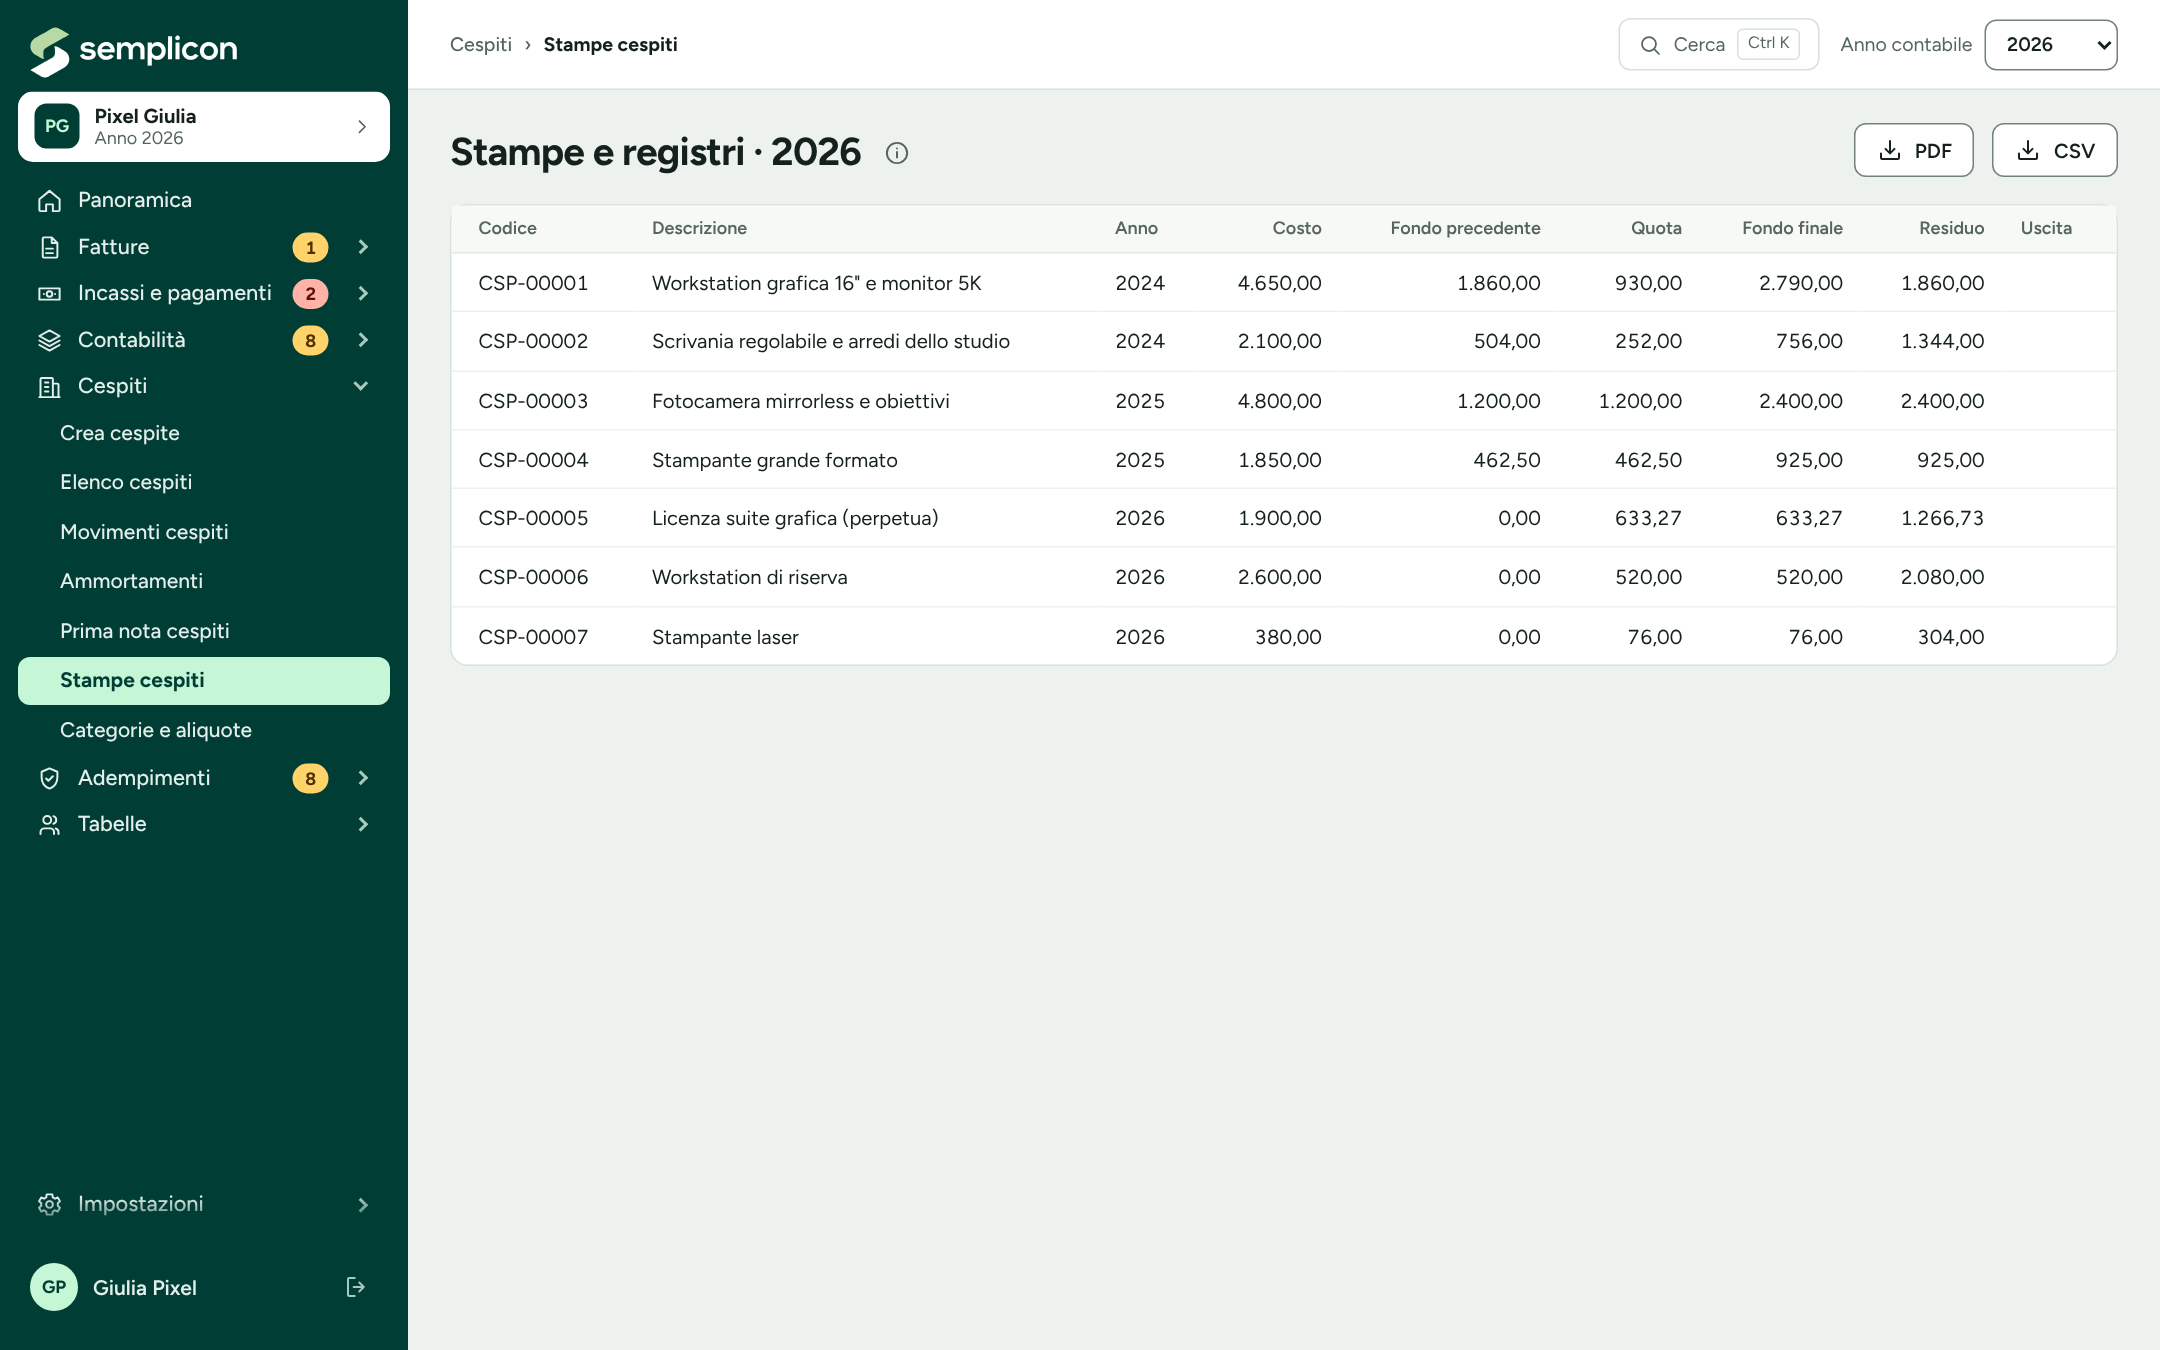 semplicon
PG
Pixel Giulia
Anno 2026
Panoramica
Fatture 1
Incassi e pagamenti 2
Contabilità 8
Cespiti
Crea cespite
Elenco cespiti
Movimenti cespiti
Ammortamenti
Prima nota cespiti
Stampe cespiti
Categorie e aliquote
Adempimenti 8
Tabelle
Impostazioni
GP Giulia Pixel
Cespiti › Stampe cespiti
Cerca Ctrl K Anno contabile 2026
Stampe e registri · 2026
PDF CSV
Codice Descrizione Anno Costo Fondo precedente Quota Fondo finale Residuo Uscita
CSP-00001 Workstation grafica 16" e monitor 5K 2024 4.650,00 1.860,00 930,00 2.790,00 1.860,00
CSP-00002 Scrivania regolabile e arredi dello studio 2024 2.100,00 504,00 252,00 756,00 1.344,00
CSP-00003 Fotocamera mirrorless e obiettivi 2025 4.800,00 1.200,00 1.200,00 2.400,00 2.400,00
CSP-00004 Stampante grande formato 2025 1.850,00 462,50 462,50 925,00 925,00
CSP-00005 Licenza suite grafica (perpetua) 2026 1.900,00 0,00 633,27 633,27 1.266,73
CSP-00006 Workstation di riserva 2026 2.600,00 0,00 520,00 520,00 2.080,00
CSP-00007 Stampante laser 2026 380,00 0,00 76,00 76,00 304,00